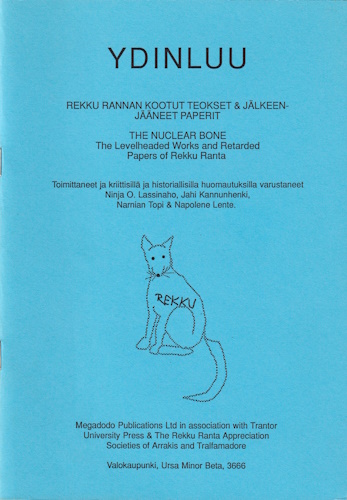 YDINLUU
REKKU RANNAN KOOTUT TEOKSET & JÄLKEEN-
JÄÄNEET PAPERIT
THE NUCLEAR BONE
The Levelheaded Works and Retarded
Papers of Rekku Ranta
Toimittaneet ja kriittisillä ja historiallisilla huomautuksilla varustaneet
Ninja O. Lassinaho, Jahi Kannunhenki,
Narnian Topi & Napolene Lente.
REKKU
Megadodo Publications Ltd in association with Trantor
University Press & The Rekku Ranta Appreciation
Societies of Arrakis and Tralfamadore
Valokaupunki, Ursa Minor Beta, 3666